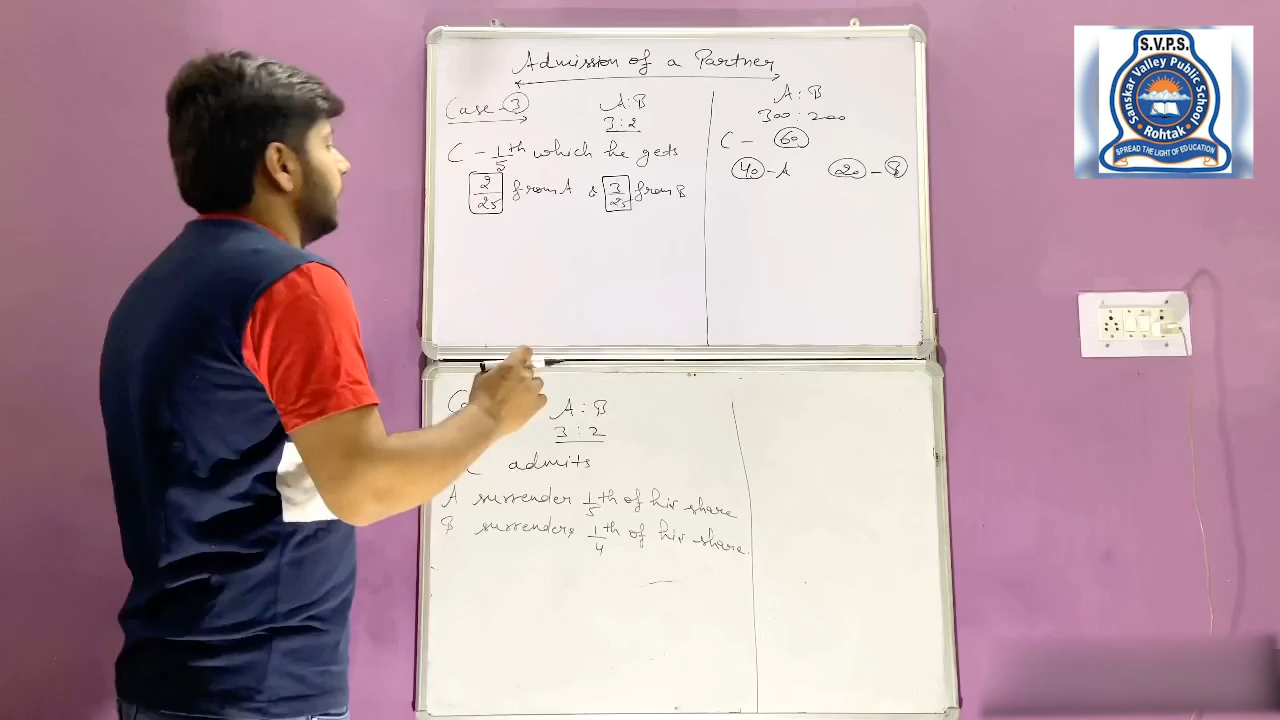 Admission of a Partner
Case-3
A:B
3:2
C - 1/5th which he gets
2/25 from A & 3/25 from B
A:B
300:200
C - 60
40-A 20-B
A:B
3:2
C admits
A surrender 1/5th of his share
B surrenders 1/4th of his share
S.V.P.S.
Sanskar Valley Public School
Rohtak
SPREAD THE LIGHT OF EDUCATION